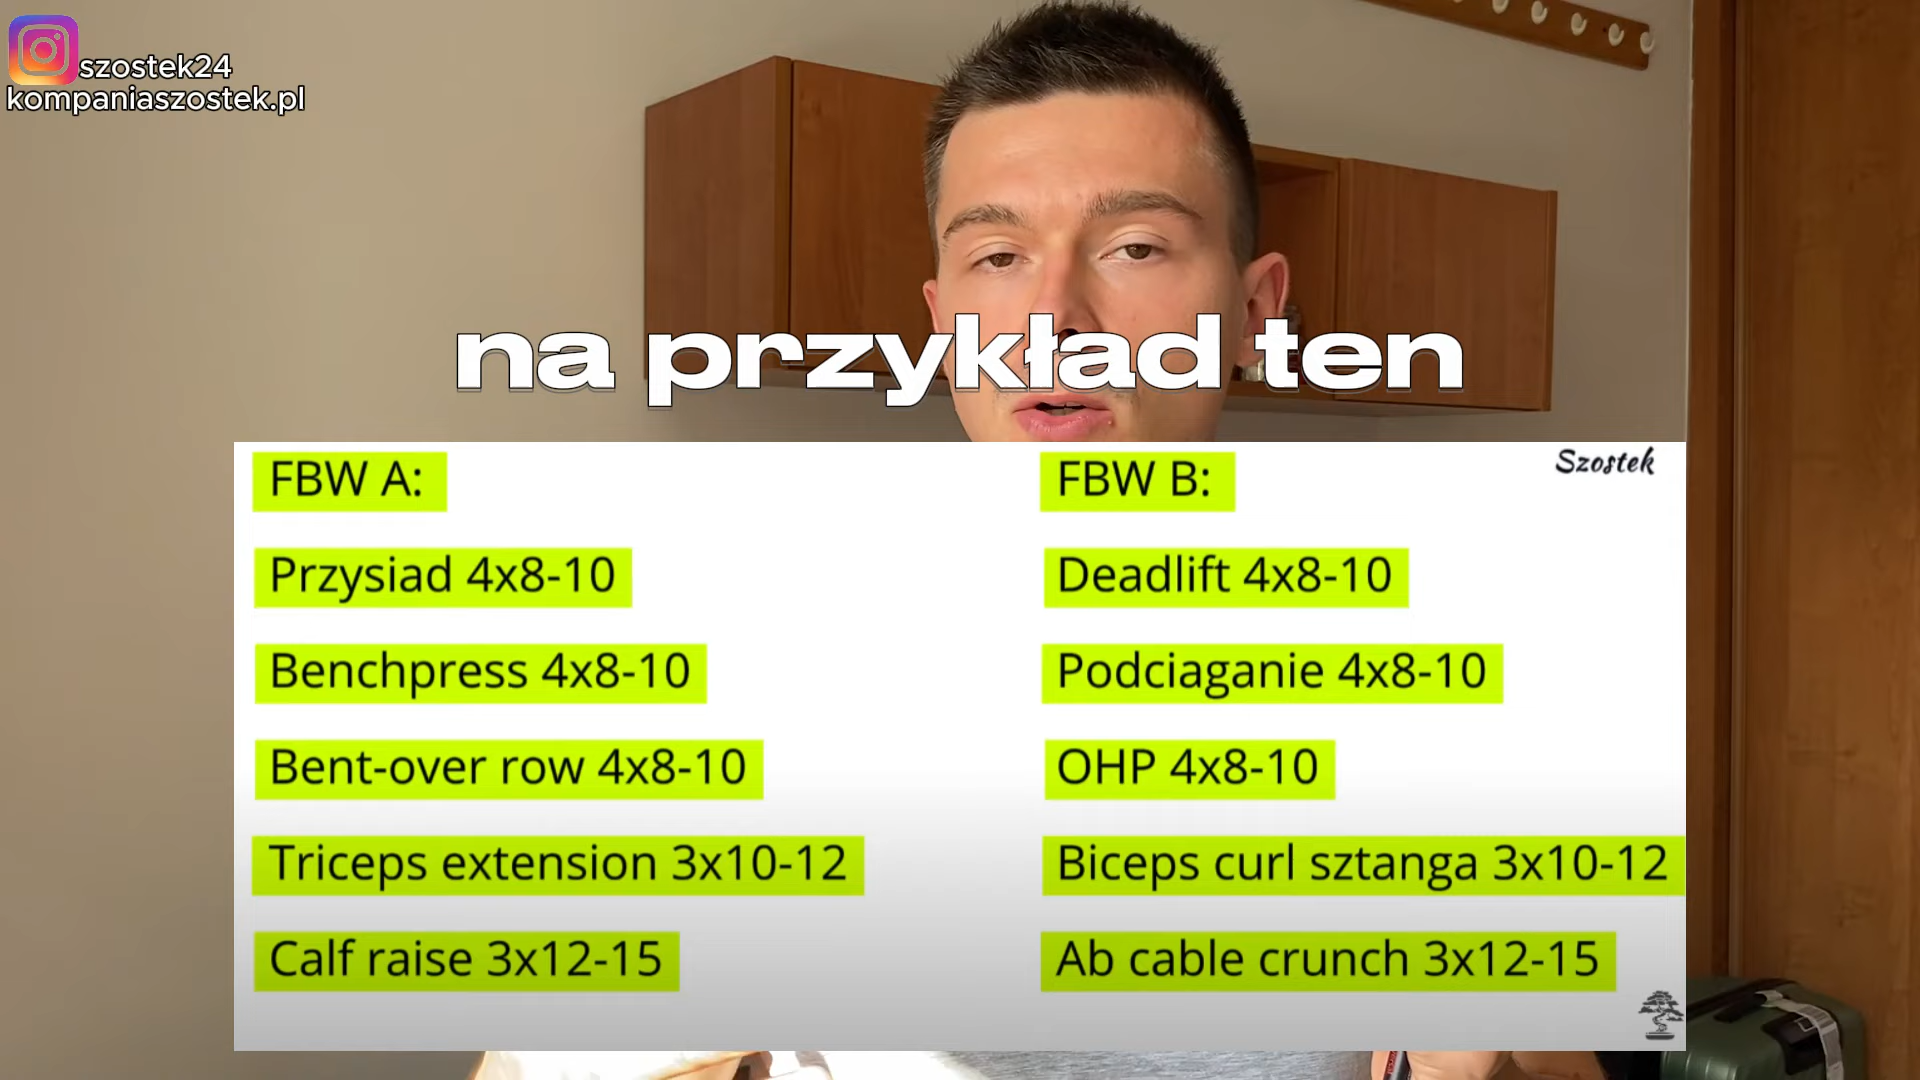 szostek24
kompaniaszostek.pl
na przykład ten
Szostek
FBW A:
Przysiad 4x8-10
Benchpress 4x8-10
Bent-over row 4x8-10
Triceps extension 3x10-12
Calf raise 3x12-15
FBW B:
Deadlift 4x8-10
Podciaganie 4x8-10
OHP 4x8-10
Biceps curl sztanga 3x10-12
Ab cable crunch 3x12-15